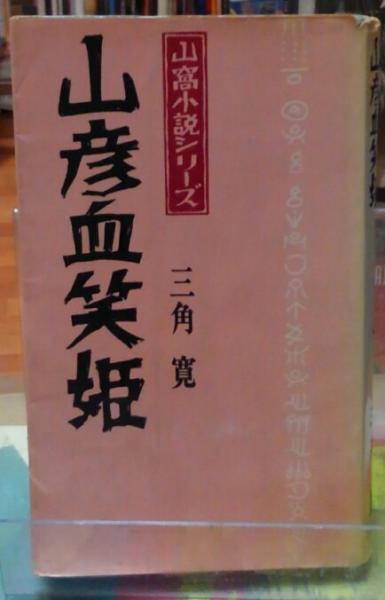 山窩小説シリーズ
山彦血笑姫
三角寛